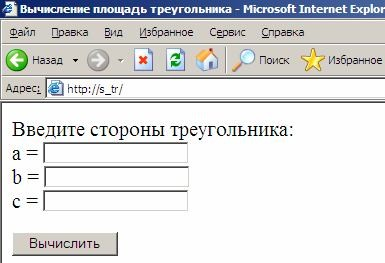 Вычисление площадь треугольника - Microsoft Internet Explor
Файл Правка Вид Избранное Сервис Справка
Назад Поиск Избранное
Адрес: http://s_tr/
Введите стороны треугольника:
a =
b =
c =
Вычислить